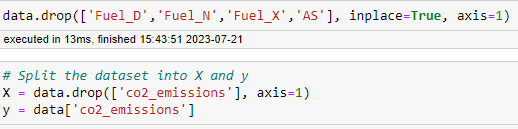 data.drop(['Fuel_D','Fuel_N','Fuel_X','AS'], inplace=True, axis=1)
executed in 13ms, finished 15:43:51 2023-07-21
# Split the dataset into X and y
X = data.drop(['co2_emissions'], axis=1)
y = data['co2_emissions']